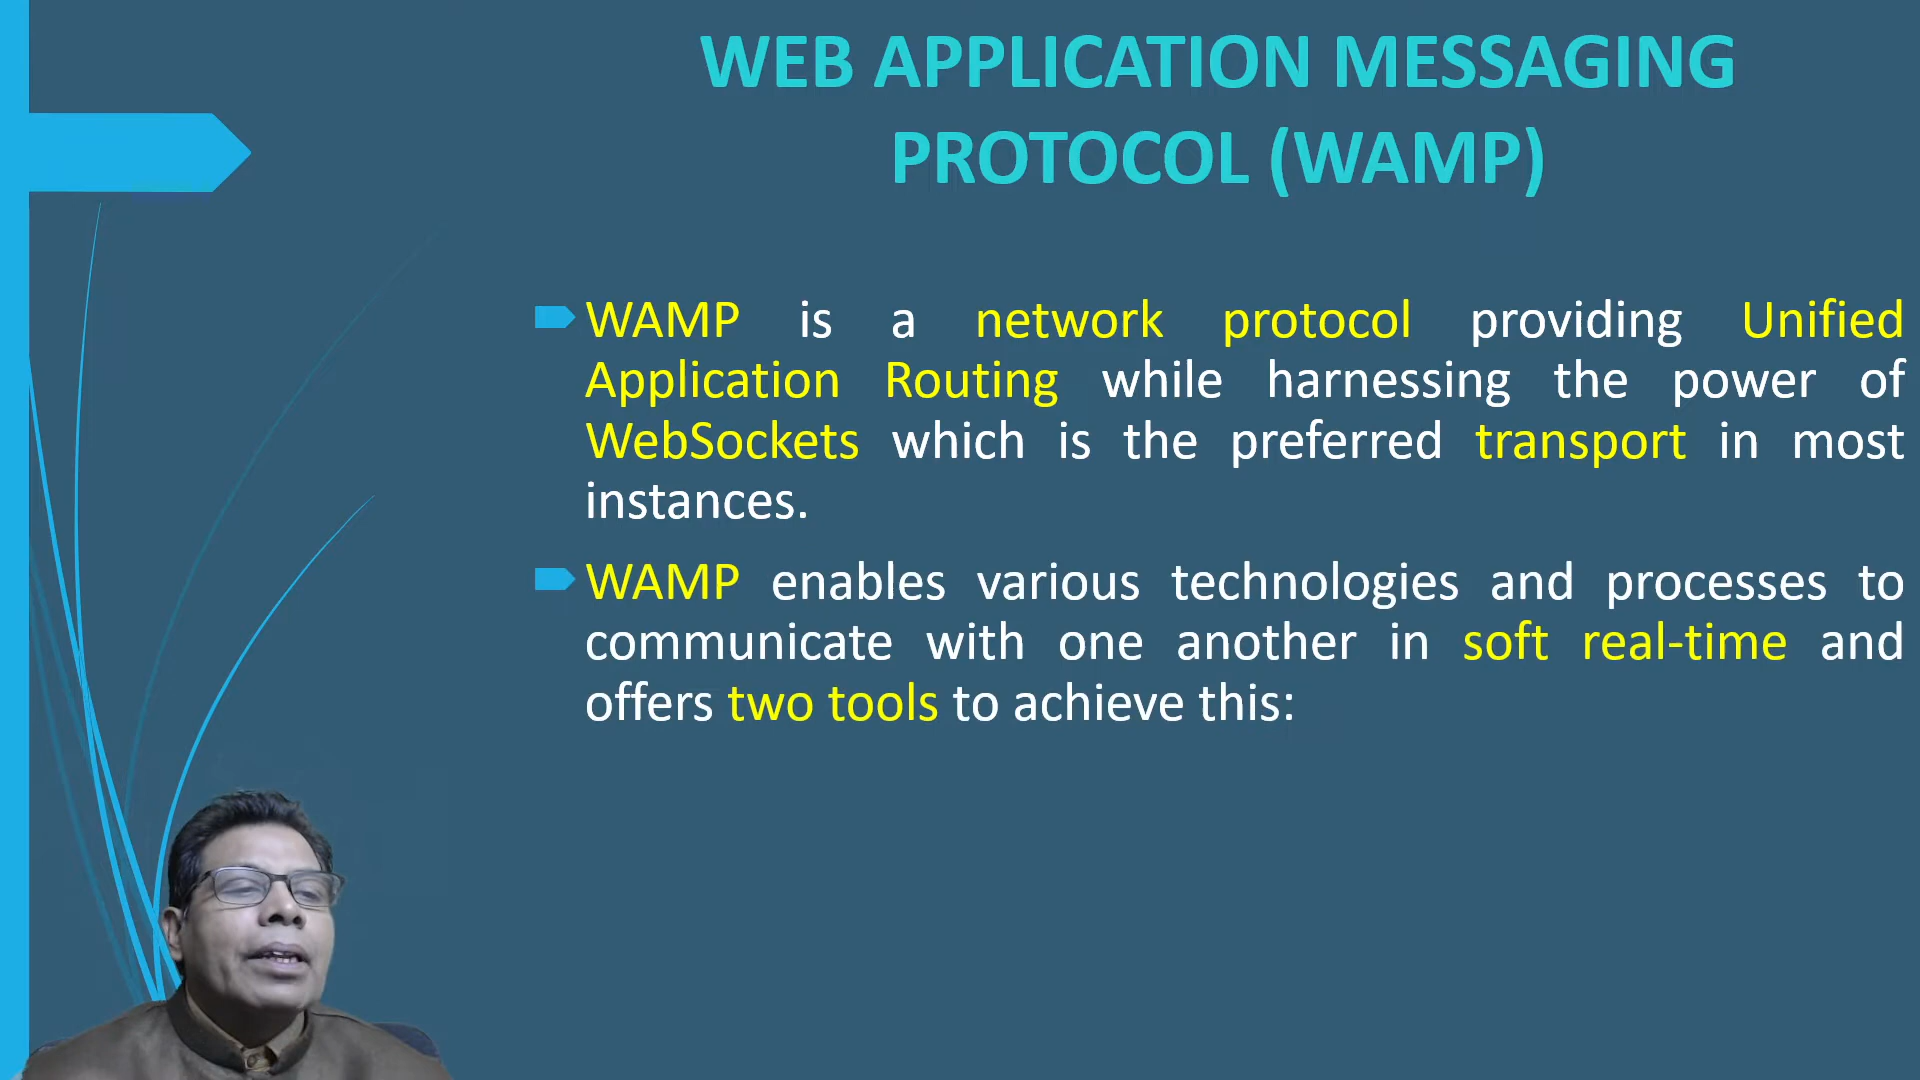 WEB APPLICATION MESSAGING
PROTOCOL (WAMP)
WAMP is a network protocol providing Unified
Application Routing while harnessing the power of
WebSockets which is the preferred transport in most
instances.
WAMP enables various technologies and processes to
communicate with one another in soft real-time and
offers two tools to achieve this: